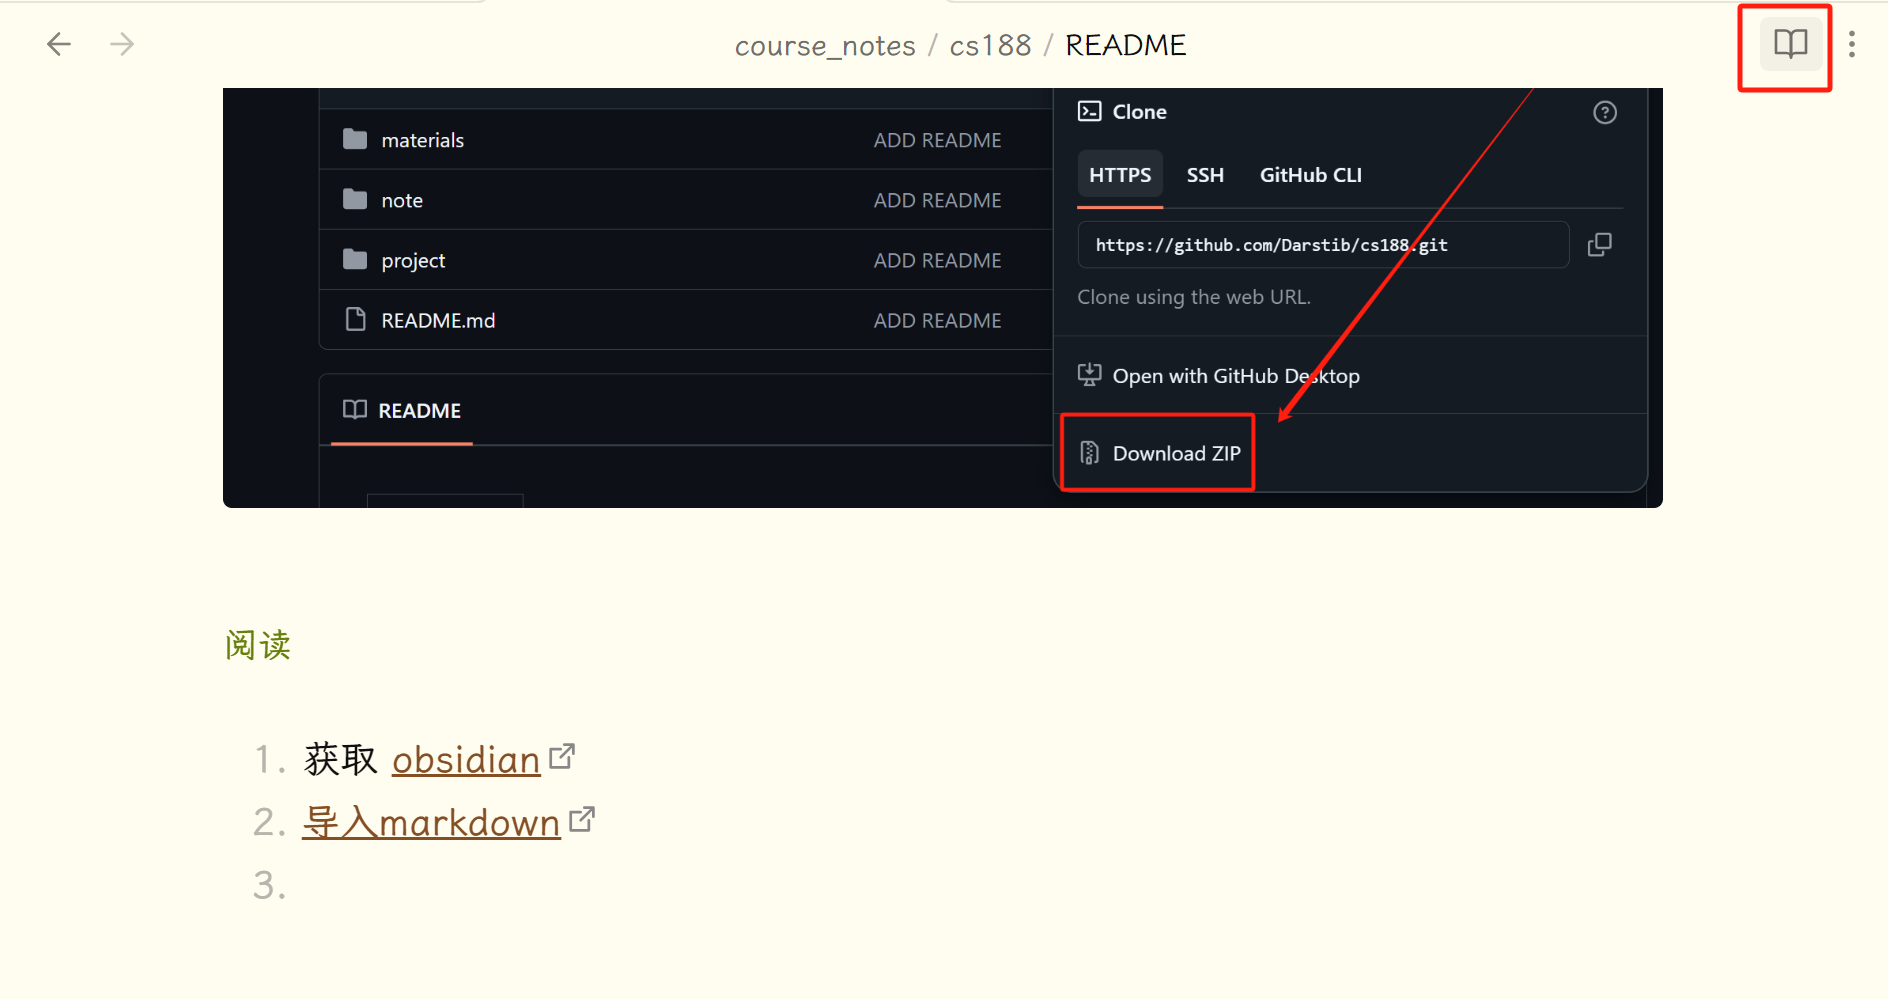 course_notes / cs188 / README
Clone
materials ADD README
HTTPS SSH GitHub CLI
note ADD README
https://github.com/Darstib/cs188.git
project ADD README
Clone using the web URL.
README.md ADD README
Open with GitHub Desktop
README
Download ZIP
阅读
1. 获取 obsidian
2. 导入markdown
3.